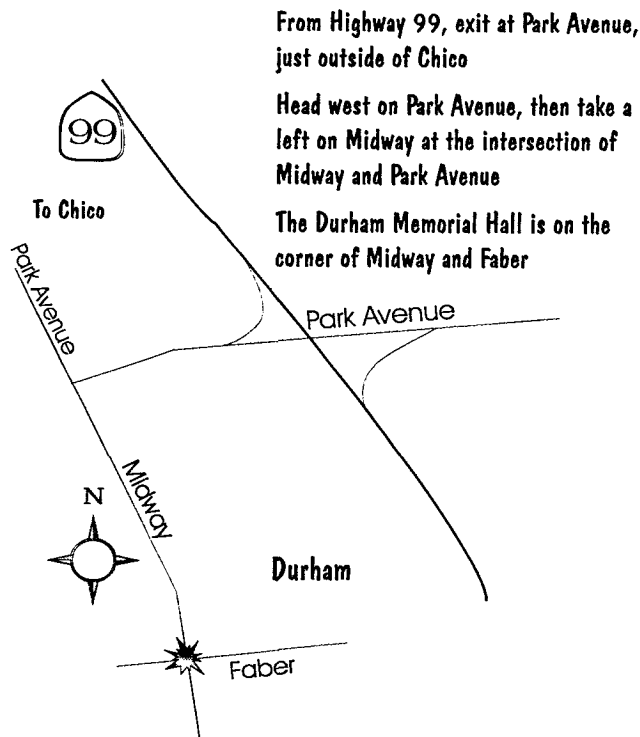 From Highway 99, exit at Park Avenue,
just outside of Chico
Head west on Park Avenue, then take a
left on Midway at the intersection of
Midway and Park Avenue
The Durham Memorial Hall is on the
corner of Midway and Faber
99
To Chico
Park Avenue
Park Avenue
Midway
N
Durham
Faber